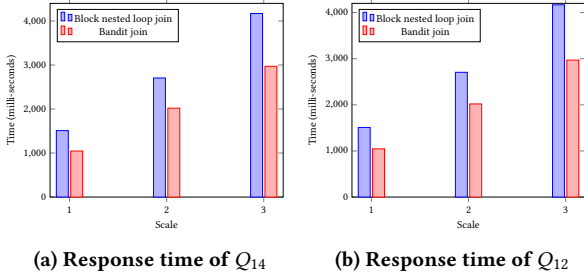 Block nested loop join
Bandit join
4,000
3,000
2,000
1,000
0
Time (milli-seconds)
1 2 3
Scale
(a) Response time of Q14
Block nested loop join
Bandit join
4,000
3,000
2,000
1,000
0
Time (milli-seconds)
1 2 3
Scale
(b) Response time of Q12